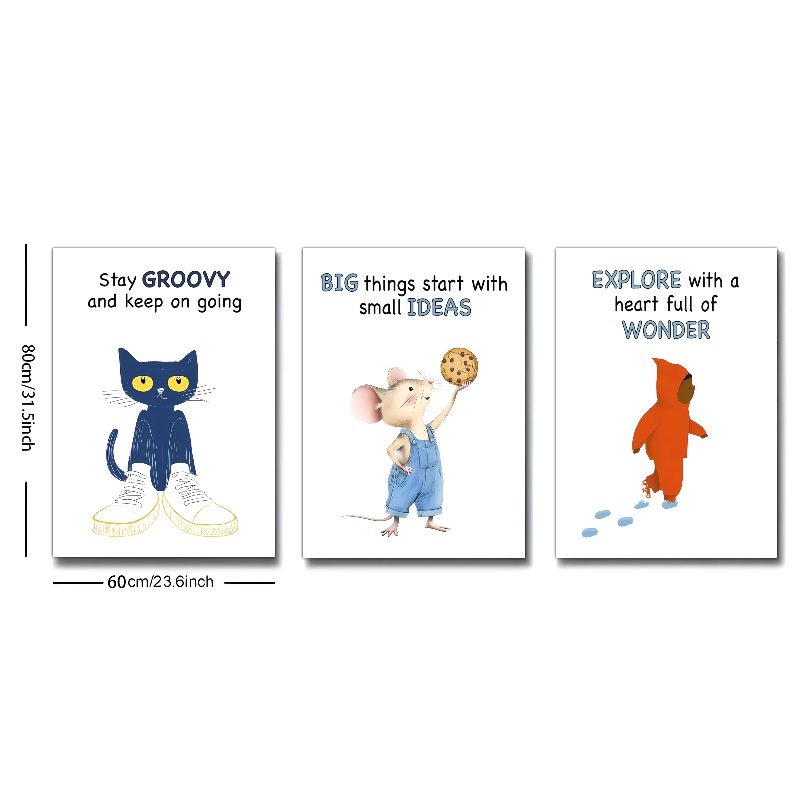 Stay GROOVY
and keep on going
BIG things start with
small IDEAS
EXPLORE with a
heart full of
WONDER
80cm/31.5inch
60cm/23.6inch